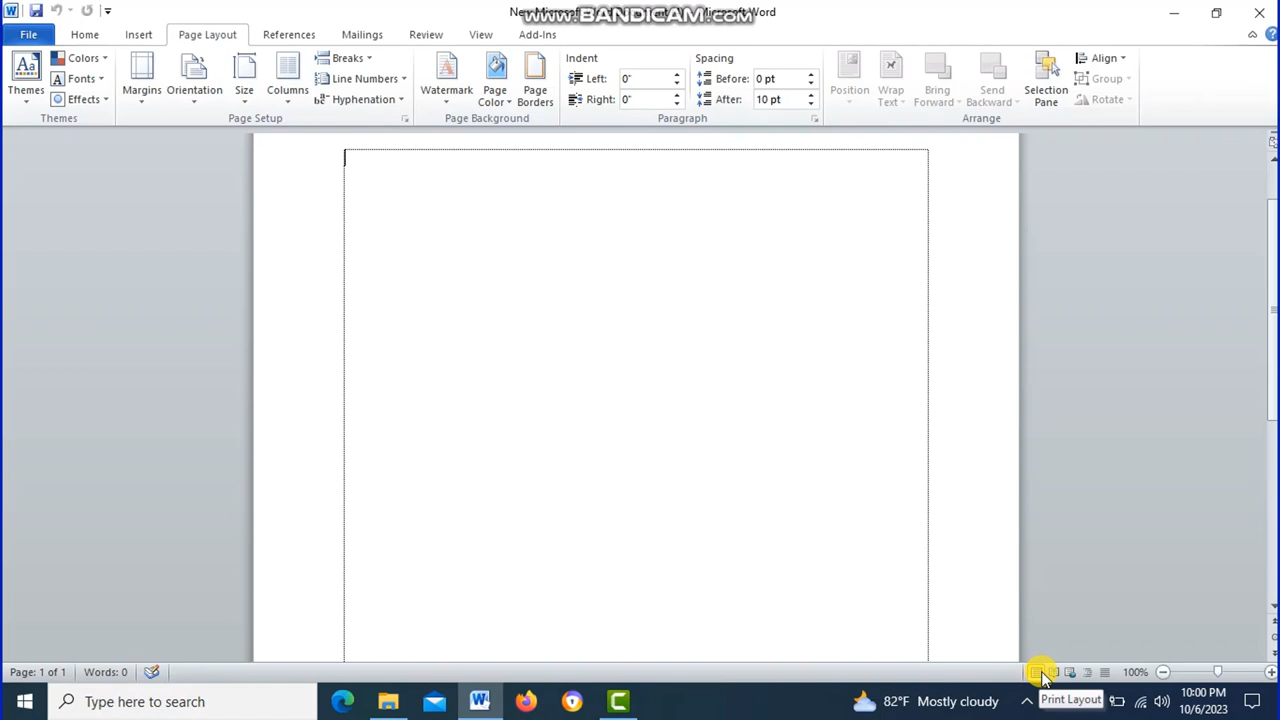 New Microsoft Word Document - Microsoft Word
www.BANDICAM.com
File Home Insert Page Layout References Mailings Review View Add-Ins
Themes
Colors
Fonts
Effects
Themes
Margins
Orientation
Size
Columns
Breaks
Line Numbers
Hyphenation
Page Setup
Watermark
Page Color
Page Borders
Page Background
Indent
Left: 0"
Right: 0"
Spacing
Before: 0 pt
After: 10 pt
Paragraph
Position
Wrap Text
Bring Forward
Send Backward
Selection Pane
Align
Group
Rotate
Arrange
Page: 1 of 1 Words: 0
100%
Type here to search
82°F Mostly cloudy
Print Layout
10:00 PM
10/6/2023